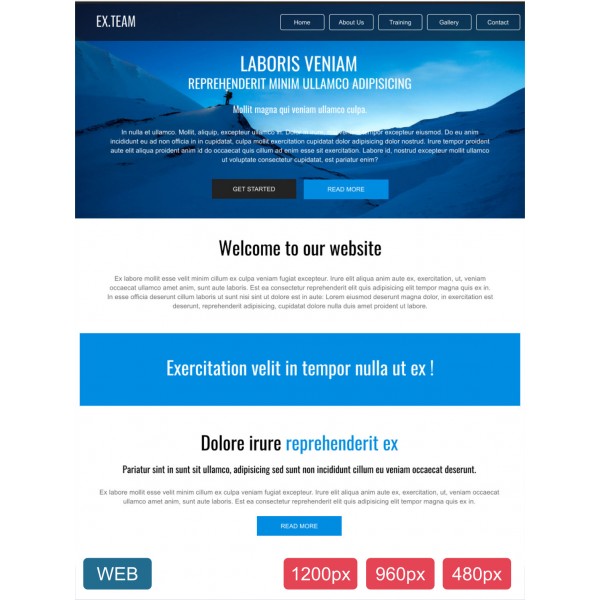 EX.TEAM
Home About Us Training Gallery Contact
LABORIS VENIAM
REPREHENDERIT MINIM ULLAMCO ADIPISICING
Mollit magna qui veniam ullamco culpa.
In nulla et ullamco. Mollit, aliquip, excepteur ullamco in. Dolor in irure tempor excepteur eiusmod. Do eu anim
incididunt eu ad non officia in in cupidatat, culpa mollit exercitation cupidatat dolor adipisicing dolor nostrud. Irure tempor proident
aute elit aliqua proident anim id do occaecat quis cillum ad enim esse sit exercitation. Labore id, nostrud excepteur mollit ullamco
ut voluptate consectetur cupidatat, est pariatur enim?
GET STARTED READ MORE
Welcome to our website
Ex labore mollit esse velit minim cillum ex culpa veniam fugiat excepteur. Irure elit aliqua anim aute ex, exercitation, ut, veniam
occaecat ullamco amet anim, sunt aute laboris. Est ea consectetur reprehenderit elit quis adipisicing elit sunt magna quis ex in.
In esse officia deserunt cillum laboris ut sunt nisi sint ut dolore est in aute: Lorem eiusmod deserunt magna dolor, in exercitation est
deserunt, reprehenderit adipisicing, cupidatat dolore nulla duis amet proident ut labore.
Exercitation velit in tempor nulla ut ex !
Dolore irure reprehenderit ex
Pariatur sint in sunt sit ullamco, adipisicing sed sunt non incididunt cillum eu veniam occaecat deserunt.
Ex labore mollit esse velit minim cillum ex culpa veniam fugiat excepteur. Irure elit aliqua anim aute ex, exercitation, ut, veniam occaecat
ullamco amet anim, sunt aute laboris. Est ea consectetur reprehenderit elit quis adipisicing elit sunt magna quis ex in.
READ MORE
WEB 1200px 960px 480px